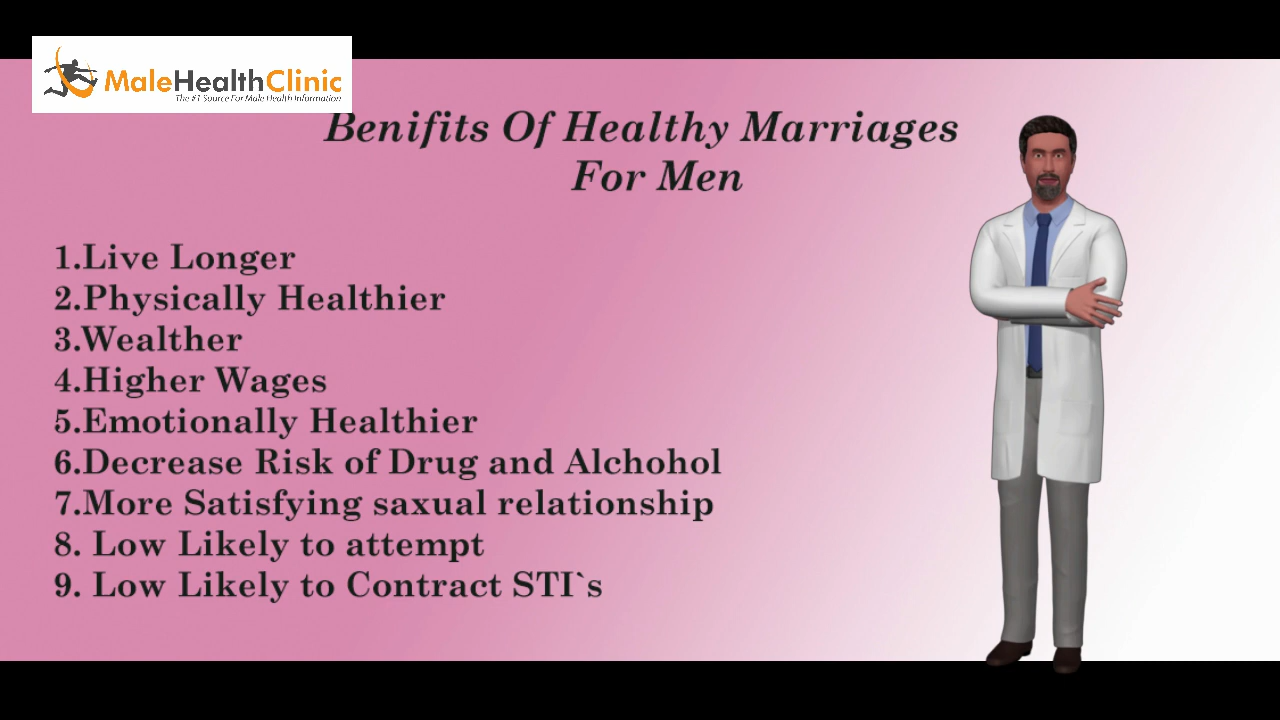 MaleHealthClinic
The #1 Source For Male Health Information
Benifits Of Healthy Marriages
For Men
1.Live Longer
2.Physically Healthier
3.Wealther
4.Higher Wages
5.Emotionally Healthier
6.Decrease Risk of Drug and Alchohol
7.More Satisfying saxual relationship
8. Low Likely to attempt
9. Low Likely to Contract STI`s